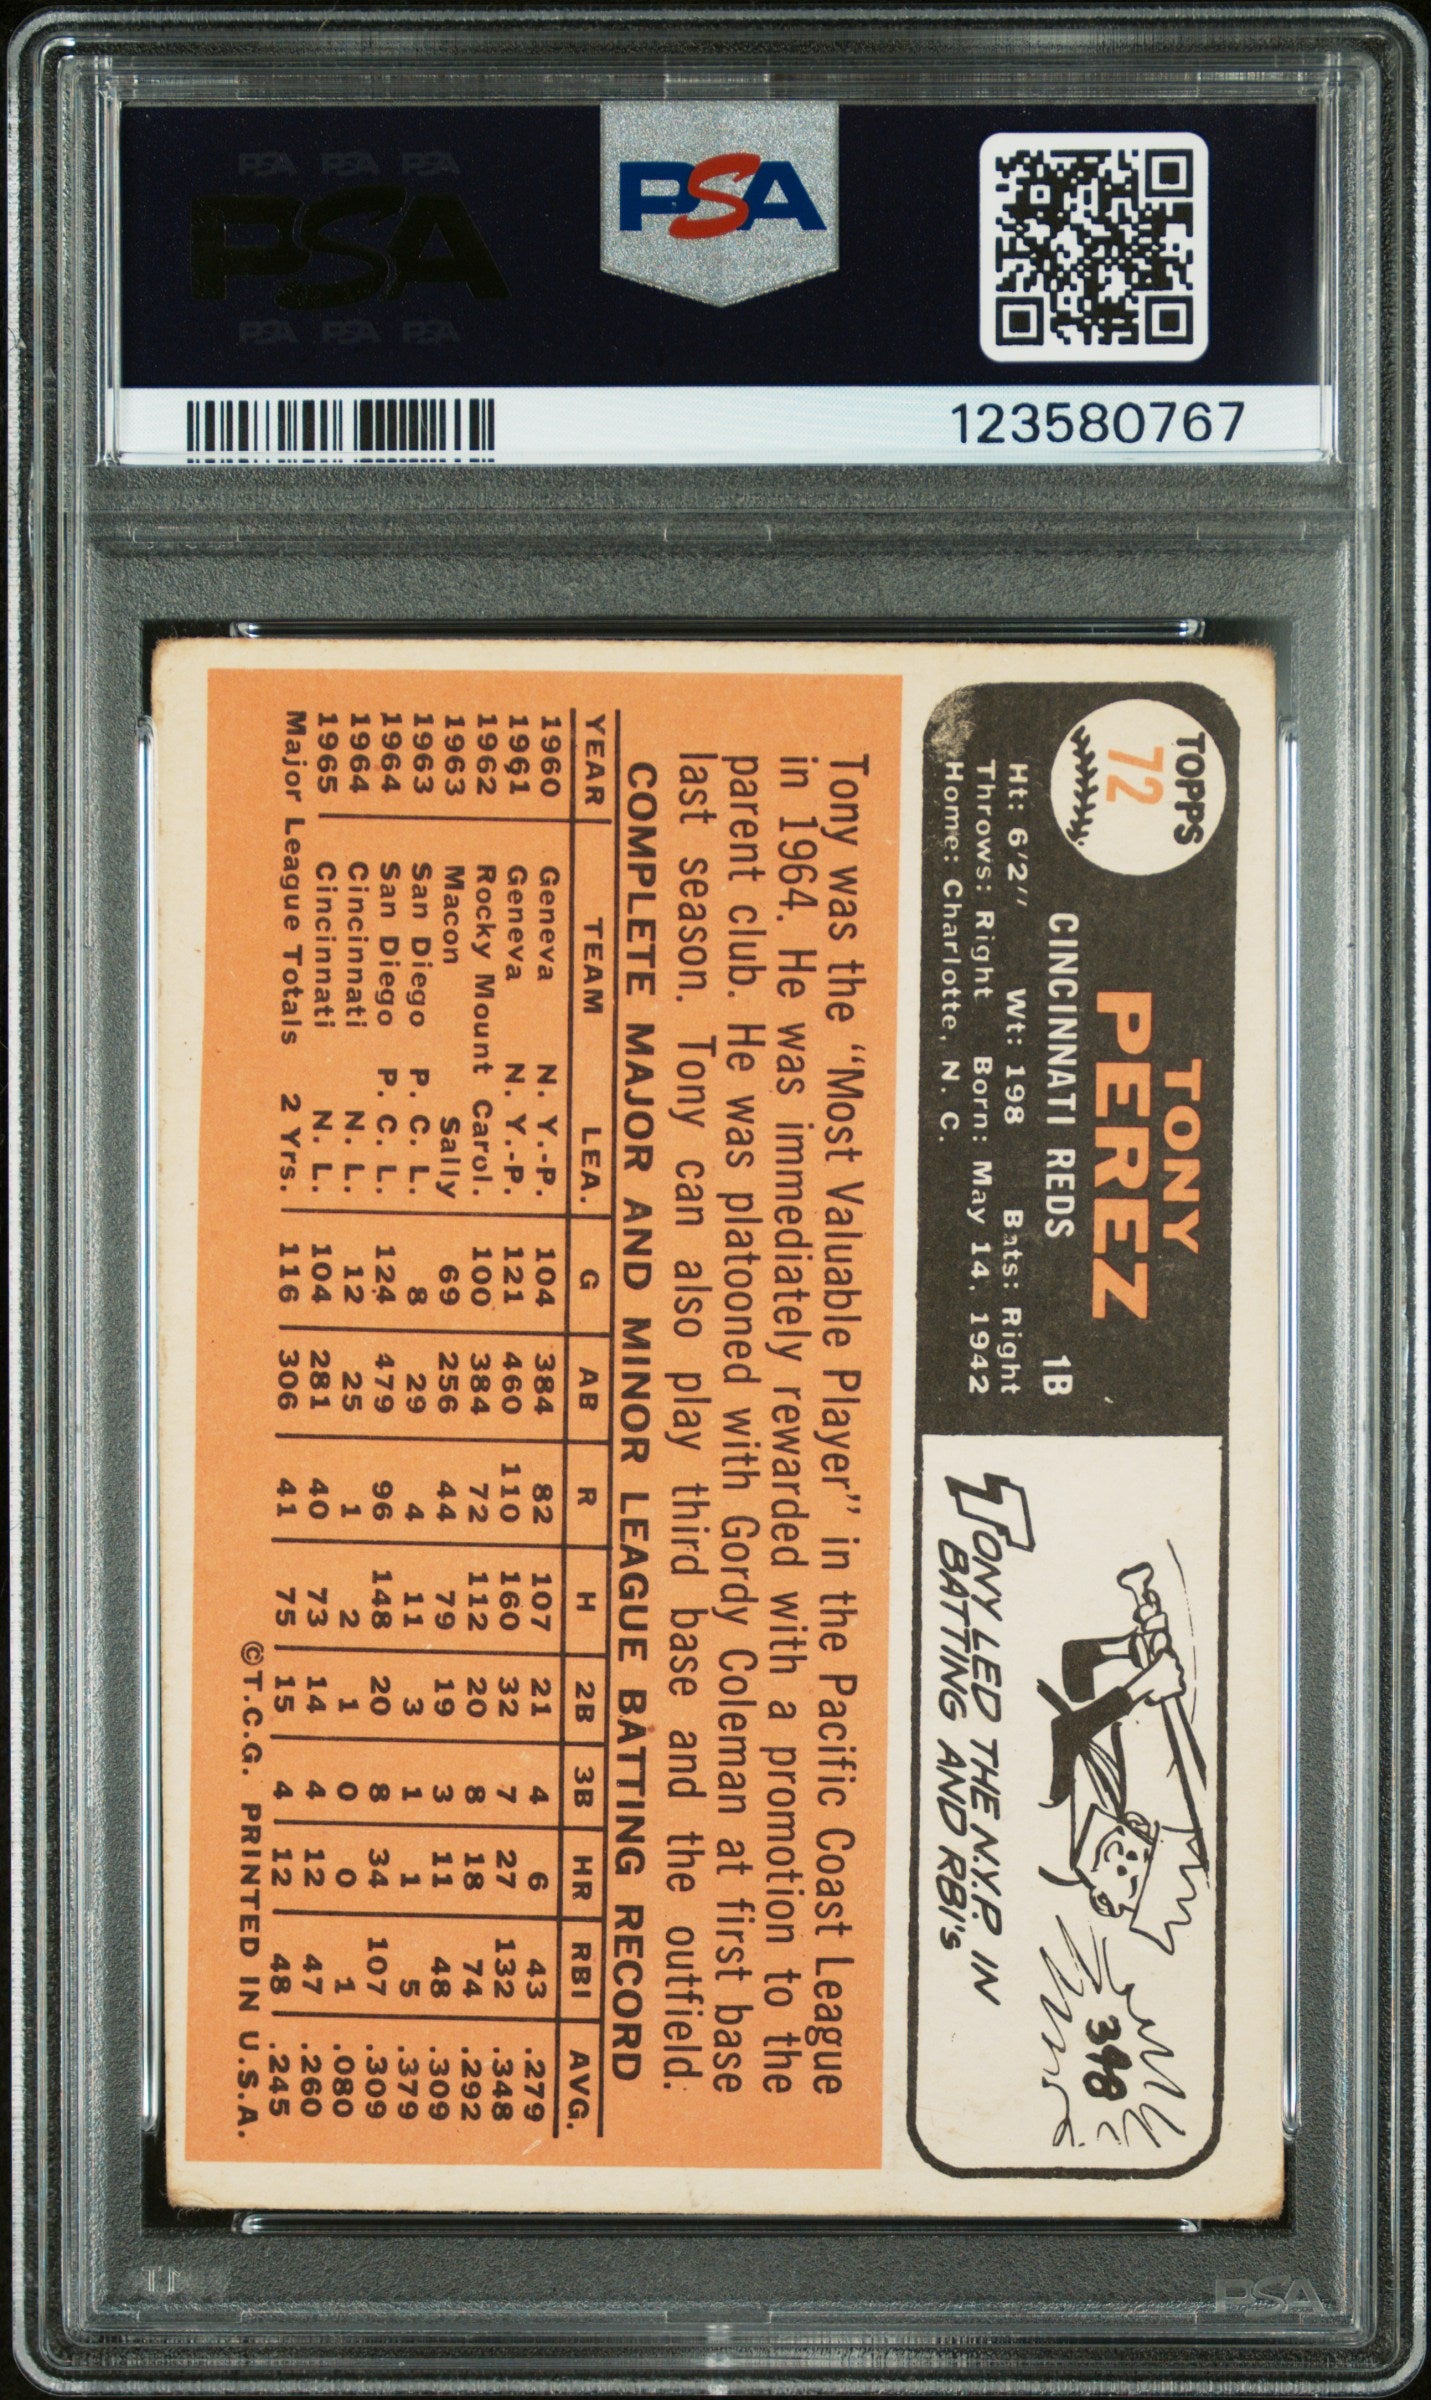 PSA PSA PSA
PSA
PSA PSA PSA
PSA
123580767
TOPPS
72
TONY
PEREZ
CINCINNATI REDS 1B
Ht: 6'2" Wt: 198 Bats: Right
Throws: Right Born: May 14, 1942
Home: Charlotte, N. C.
348
TONY LED THE N.Y.P. IN
BATTING AND RBI's
Tony was the "Most Valuable Player" in the Pacific Coast League
in 1964. He was immediately rewarded with a promotion to the
parent club. He was platooned with Gordy Coleman at first base
last season. Tony can also play third base and the outfield.
COMPLETE MAJOR AND MINOR LEAGUE BATTING RECORD
YEAR TEAM LEA. G AB R H 2B 3B HR RBI AVG.
1960 Geneva N. Y.-P. 104 384 82 107 21 4 6 43 .279
1961 Geneva N. Y.-P. 121 460 110 160 32 7 27 132 .348
1962 Rocky Mount Carol. 100 384 72 112 20 8 18 74 .292
1963 Macon Sally 69 256 44 79 19 3 11 48 .309
1963 San Diego P. C. L. 8 29 4 11 3 1 1 5 .379
1964 San Diego P. C. L. 124 479 96 148 20 8 34 107 .309
1964 Cincinnati N. L. 12 25 1 2 1 0 0 1 .080
1965 Cincinnati N. L. 104 281 40 73 14 4 12 47 .260
Major League Totals 2 Yrs. 116 306 41 75 15 4 12 48 .245
©T.C.G. PRINTED IN U.S.A.
PSA